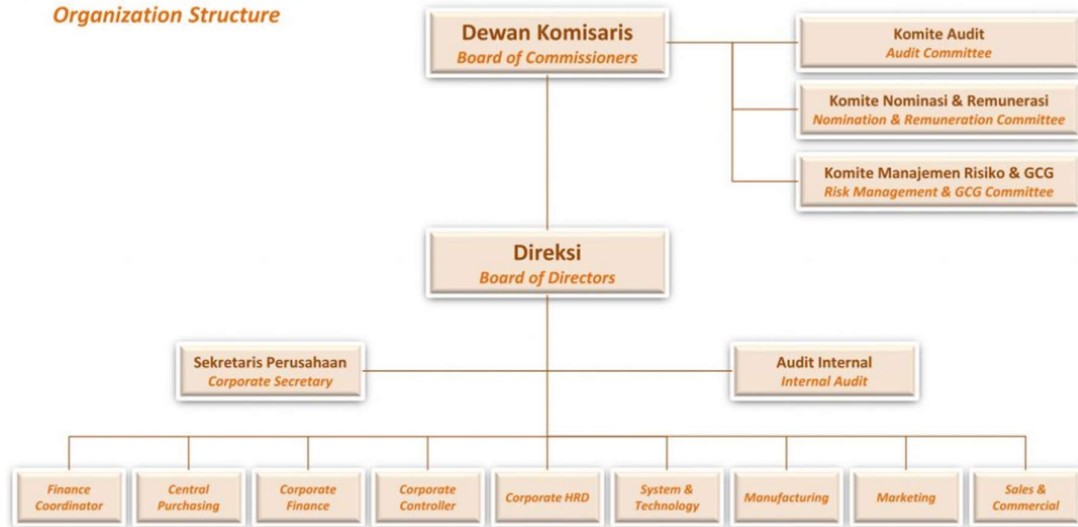 Organization Structure
Dewan Komisaris
Board of Commissioners
Komite Audit
Audit Committee
Komite Nominasi & Remunerasi
Nomination & Remuneration Committee
Komite Manajemen Risiko & GCG
Risk Management & GCG Committee
Direksi
Board of Directors
Sekretaris Perusahaan
Corporate Secretary
Audit Internal
Internal Audit
Finance
Coordinator
Central
Purchasing
Corporate
Finance
Corporate
Controller
Corporate HRD
System &
Technology
Manufacturing
Marketing
Sales &
Commercial